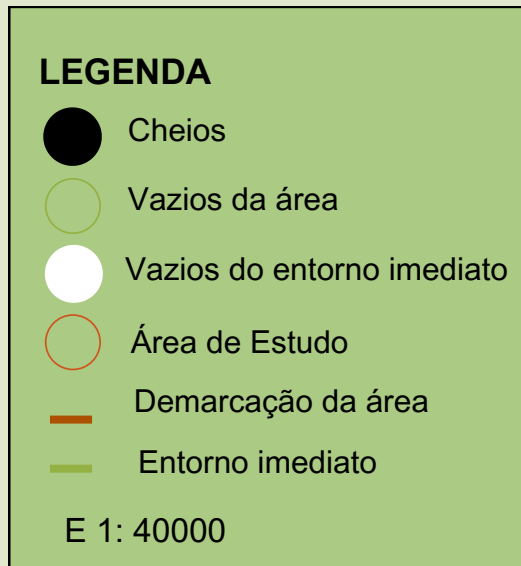 LEGENDA
Cheios
Vazios da área
Vazios do entorno imediato
Área de Estudo
Demarcação da área
Entorno imediato
E 1: 40000